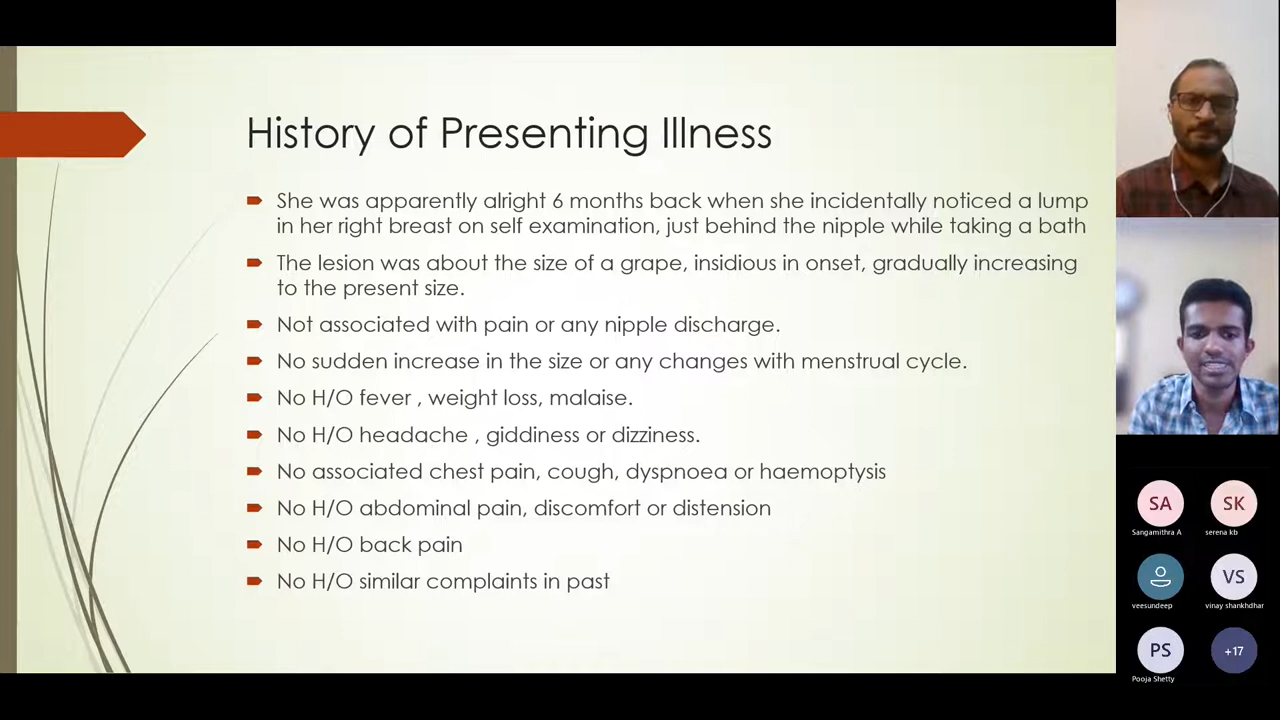 History of Presenting Illness
She was apparently alright 6 months back when she incidentally noticed a lump
in her right breast on self examination, just behind the nipple while taking a bath
The lesion was about the size of a grape, insidious in onset, gradually increasing
to the present size.
Not associated with pain or any nipple discharge.
No sudden increase in the size or any changes with menstrual cycle.
No H/O fever , weight loss, malaise.
No H/O headache , giddiness or dizziness.
No associated chest pain, cough, dyspnoea or haemoptysis
No H/O abdominal pain, discomfort or distension
No H/O back pain
No H/O similar complaints in past
SA SK
Sangamithra A serena kb
VS
veesundeep vinay shankhdhar
PS +17
Pooja Shetty